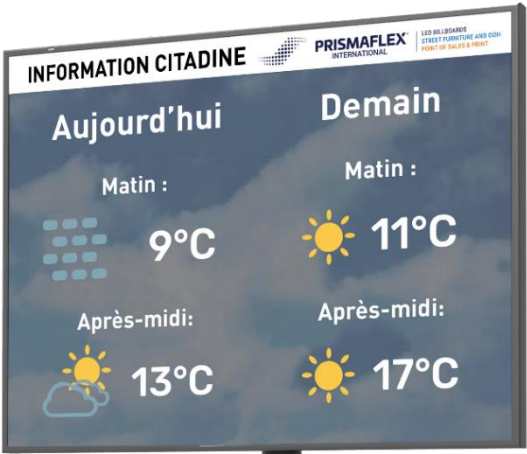 INFORMATION CITADINE
PRISMAFLEX
INTERNATIONAL
LED BILLBOARDS
STREET FURNITURE AND OOH
POINT OF SALES & PRINT
Aujourd'hui
Demain
Matin :
9°C
Matin :
11°C
Après-midi:
13°C
Après-midi:
17°C